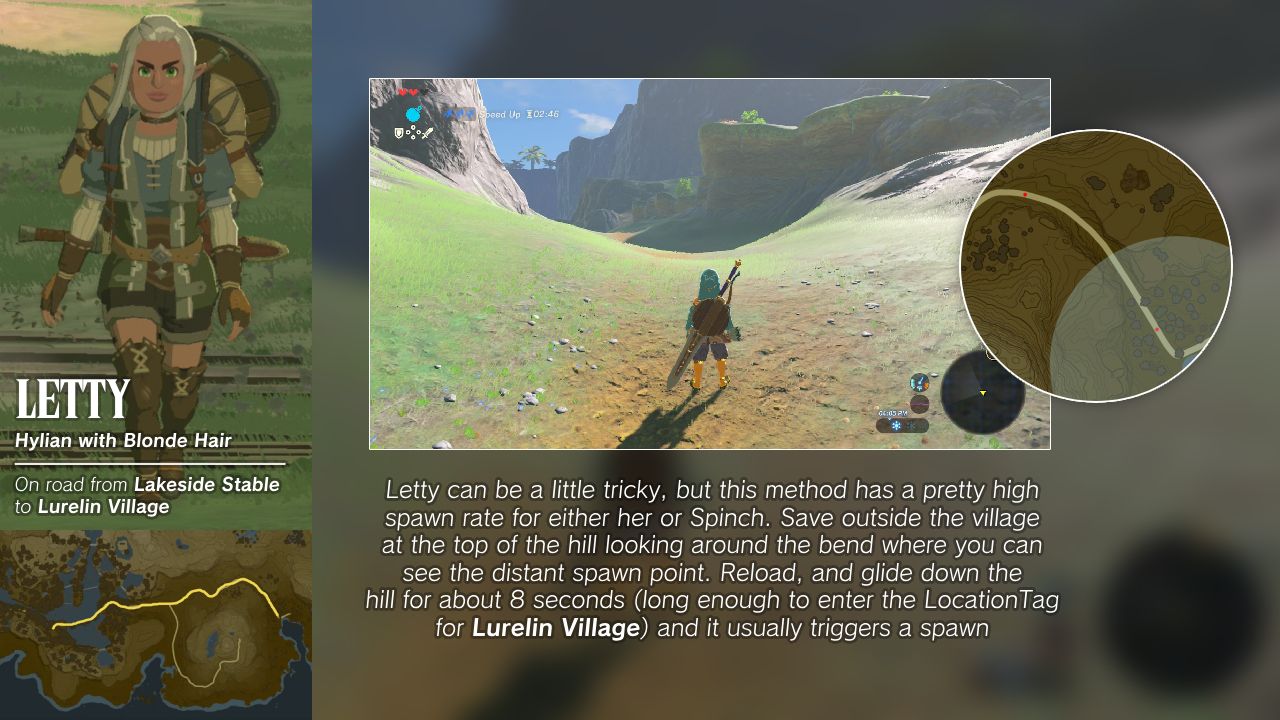 LETTY
Hylian with Blonde Hair
On road from Lakeside Stable
to Lurelin Village
Speed Up 02:46
04:05 PM
Letty can be a little tricky, but this method has a pretty high
spawn rate for either her or Spinch. Save outside the village
at the top of the hill looking around the bend where you can
see the distant spawn point. Reload, and glide down the
hill for about 8 seconds (long enough to enter the LocationTag
for Lurelin Village) and it usually triggers a spawn